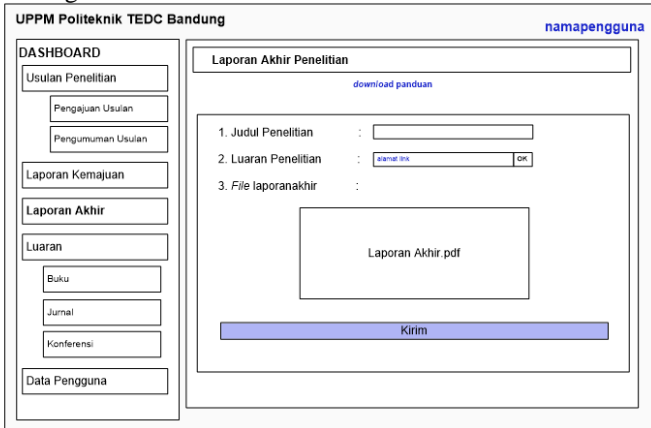 UPPM Politeknik TEDC Bandung
namapengguna
DASHBOARD
Usulan Penelitian
Pengajuan Usulan
Pengumuman Usulan
Laporan Kemajuan
Laporan Akhir
Luaran
Buku
Jurnal
Konferensi
Data Pengguna
Laporan Akhir Penelitian
download panduan
1. Judul Penelitian :
2. Luaran Penelitian : alamat link OK
3. File laporanakhir :
Laporan Akhir.pdf
Kirim